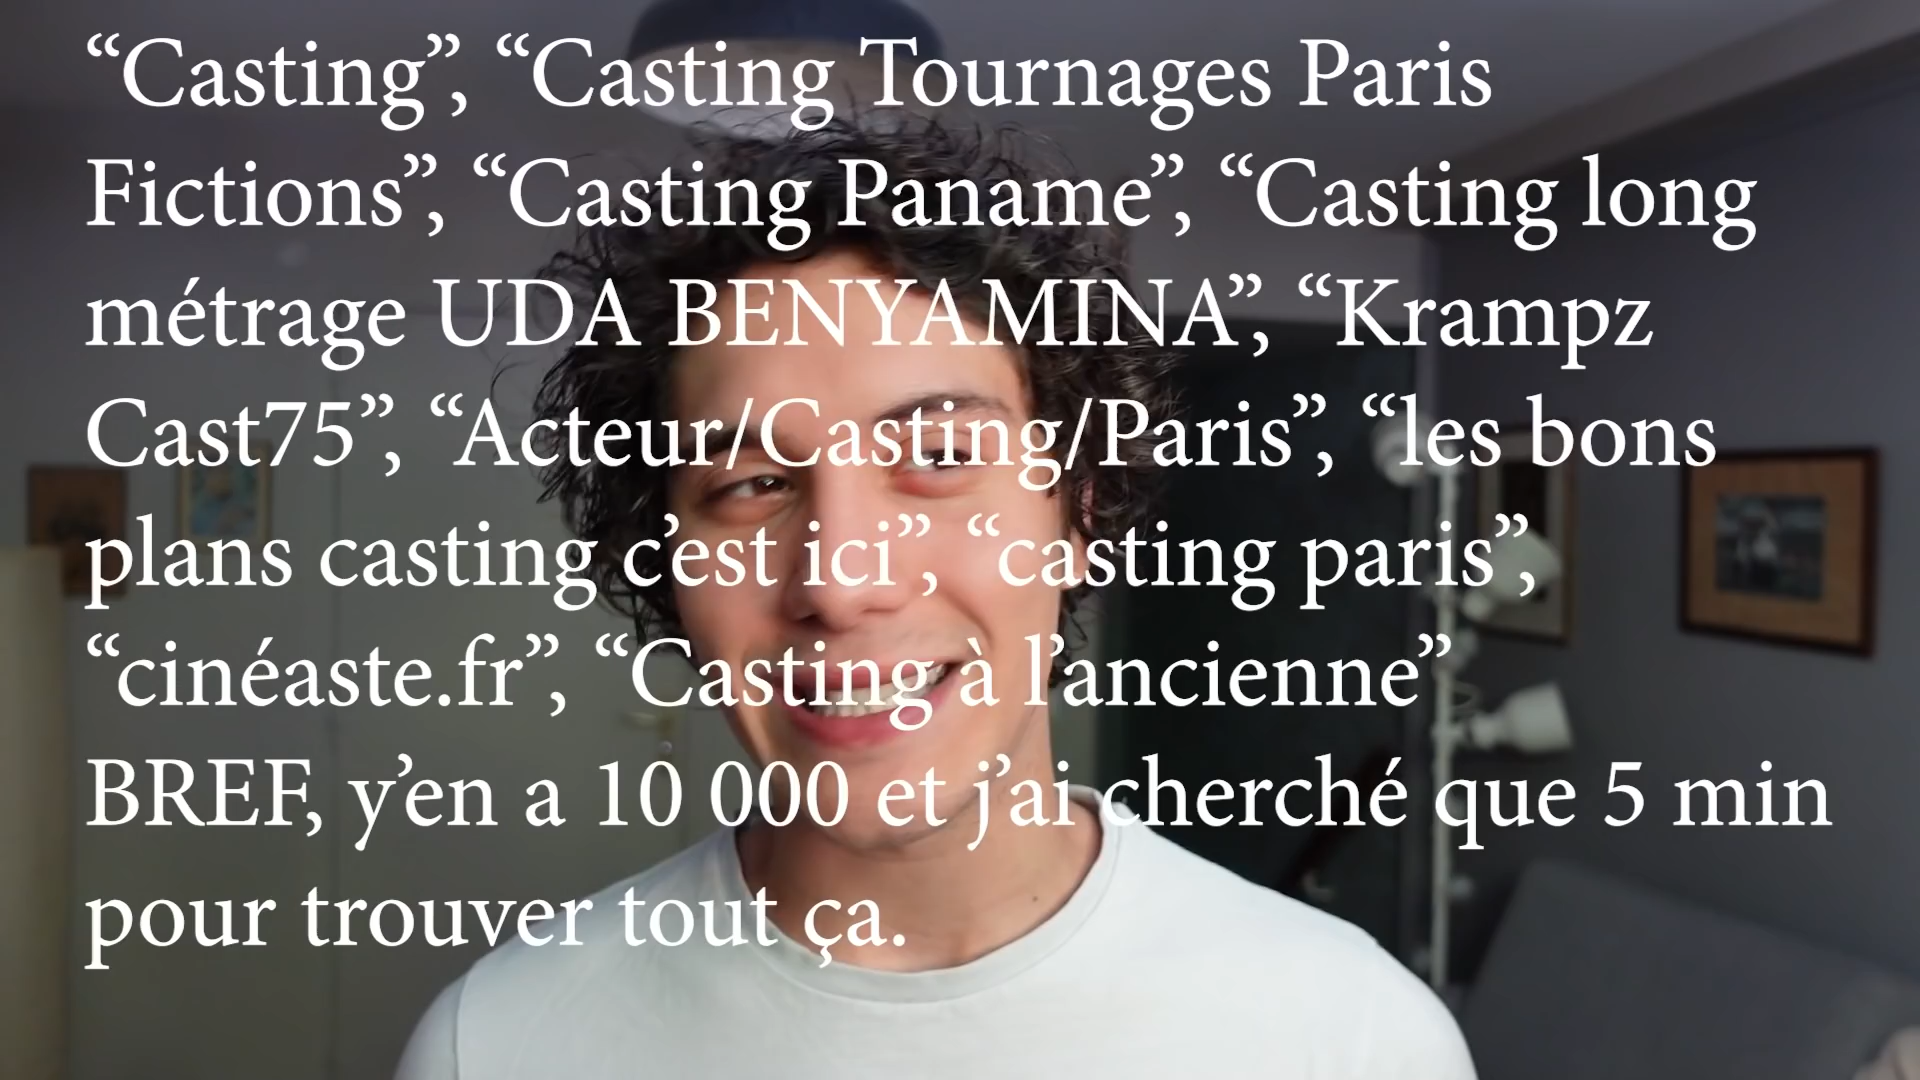 “Casting”, “Casting Tournages Paris
Fictions”, “Casting Paname”, “Casting long
métrage UDA BENYAMINA”, “Krampz
Cast75”, “Acteur/Casting/Paris”, “les bons
plans casting c’est ici”, “casting paris”,
“cinéaste.fr”, “Casting à l’ancienne”
BREF, y’en a 10 000 et j’ai cherché que 5 min
pour trouver tout ça.